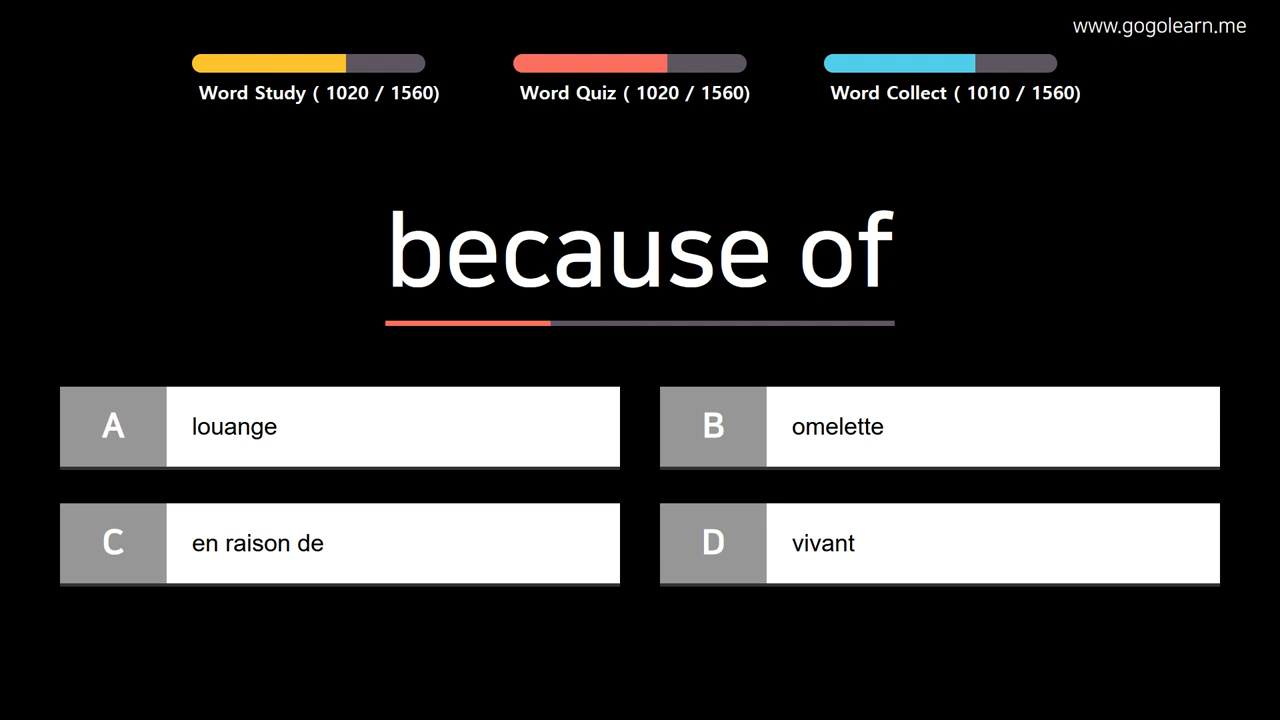 www.gogolearn.me
Word Study ( 1020 / 1560)
Word Quiz ( 1020 / 1560)
Word Collect ( 1010 / 1560)
because of
A louange
B omelette
C en raison de
D vivant